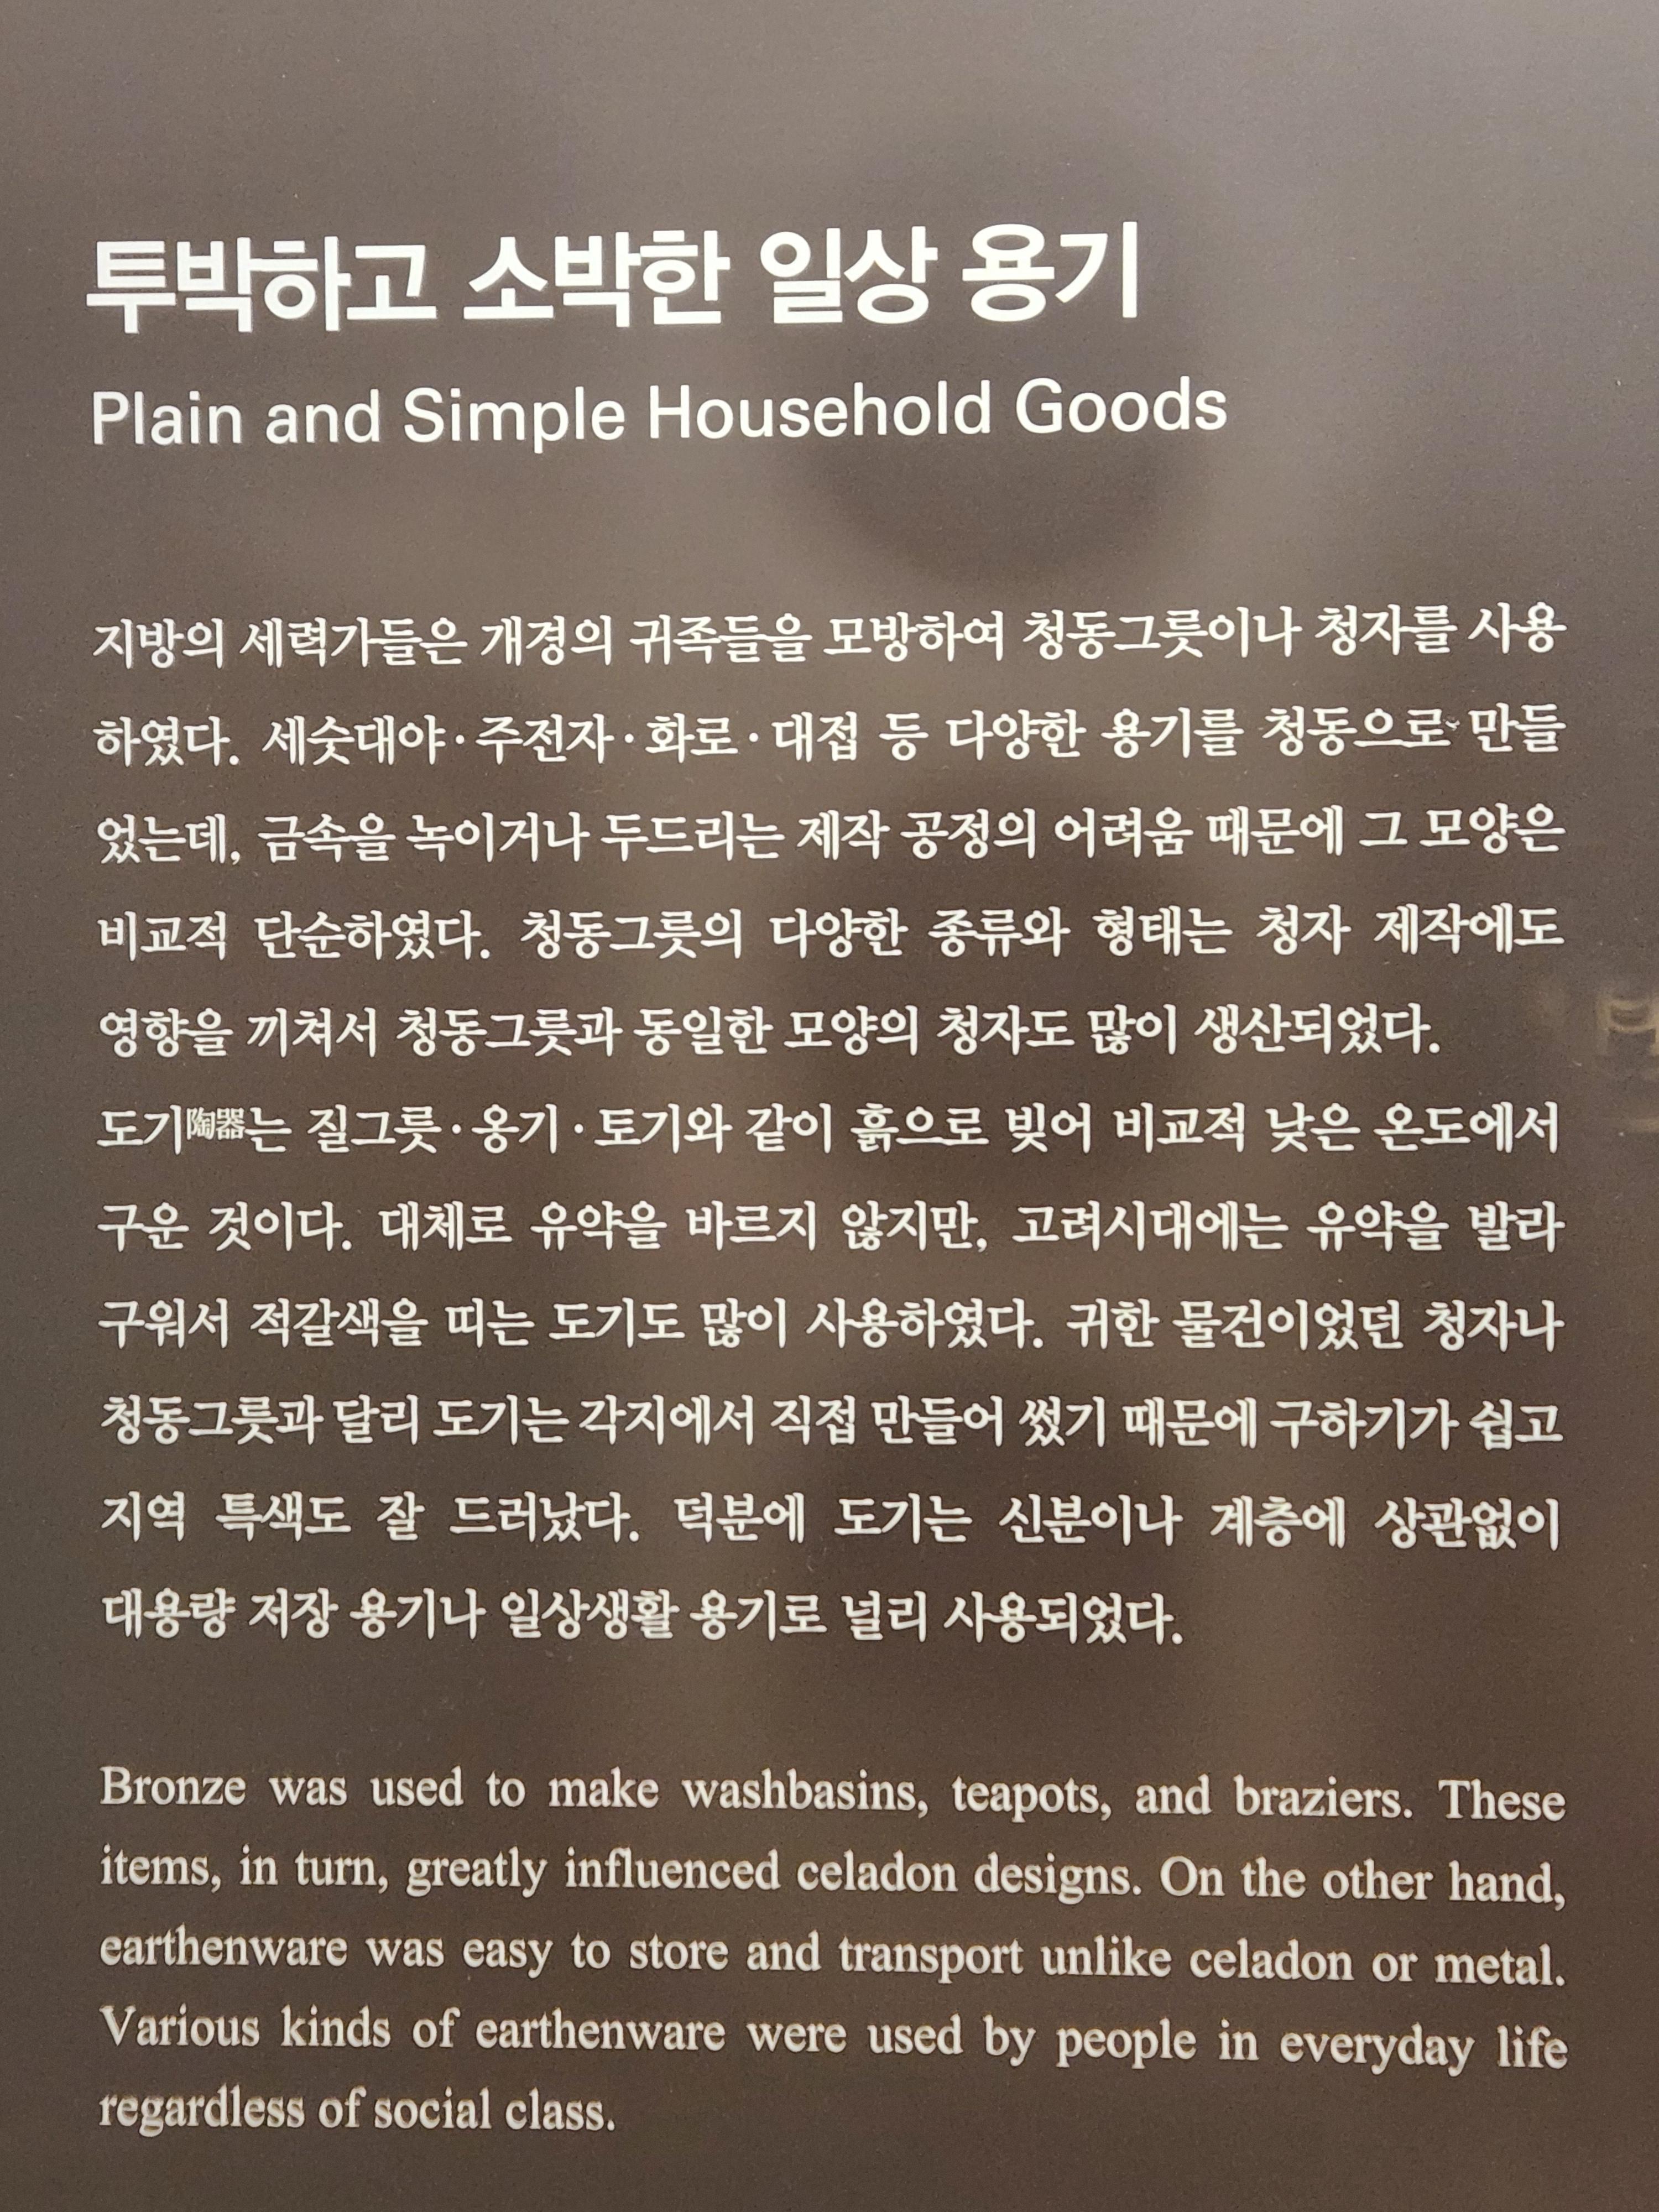 투박하고 소박한 일상 용기
Plain and Simple Household Goods
지방의 세력가들은 개경의 귀족들을 모방하여 청동그릇이나 청자를 사용
하였다. 세숫대야·주전자·화로·대접 등 다양한 용기를 청동으로 만들
었는데, 금속을 녹이거나 두드리는 제작 공정의 어려움 때문에 그 모양은
비교적 단순하였다. 청동그릇의 다양한 종류와 형태는 청자 제작에도
영향을 끼쳐서 청동그릇과 동일한 모양의 청자도 많이 생산되었다.
도기陶器는 질그릇·옹기·토기와 같이 흙으로 빚어 비교적 낮은 온도에서
구운 것이다. 대체로 유약을 바르지 않지만, 고려시대에는 유약을 발라
구워서 적갈색을 띠는 도기도 많이 사용하였다. 귀한 물건이었던 청자나
청동그릇과 달리 도기는 각지에서 직접 만들어 썼기 때문에 구하기가 쉽고
지역 특색도 잘 드러났다. 덕분에 도기는 신분이나 계층에 상관없이
대용량 저장 용기나 일상생활 용기로 널리 사용되었다.
Bronze was used to make washbasins, teapots, and braziers. These
items, in turn, greatly influenced celadon designs. On the other hand,
earthenware was easy to store and transport unlike celadon or metal.
Various kinds of earthenware were used by people in everyday life
regardless of social class.